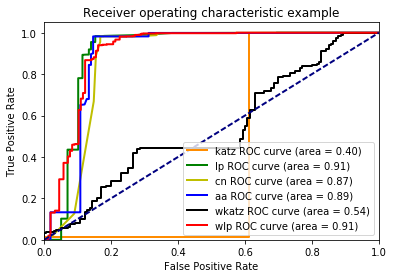 Receiver operating characteristic example
True Positive Rate
1.0
0.8
0.6
0.4
0.2
0.0
katz ROC curve (area = 0.40)
lp ROC curve (area = 0.91)
cn ROC curve (area = 0.87)
aa ROC curve (area = 0.89)
wkatz ROC curve (area = 0.54)
wlp ROC curve (area = 0.91)
0.0 0.2 0.4 0.6 0.8 1.0
False Positive Rate